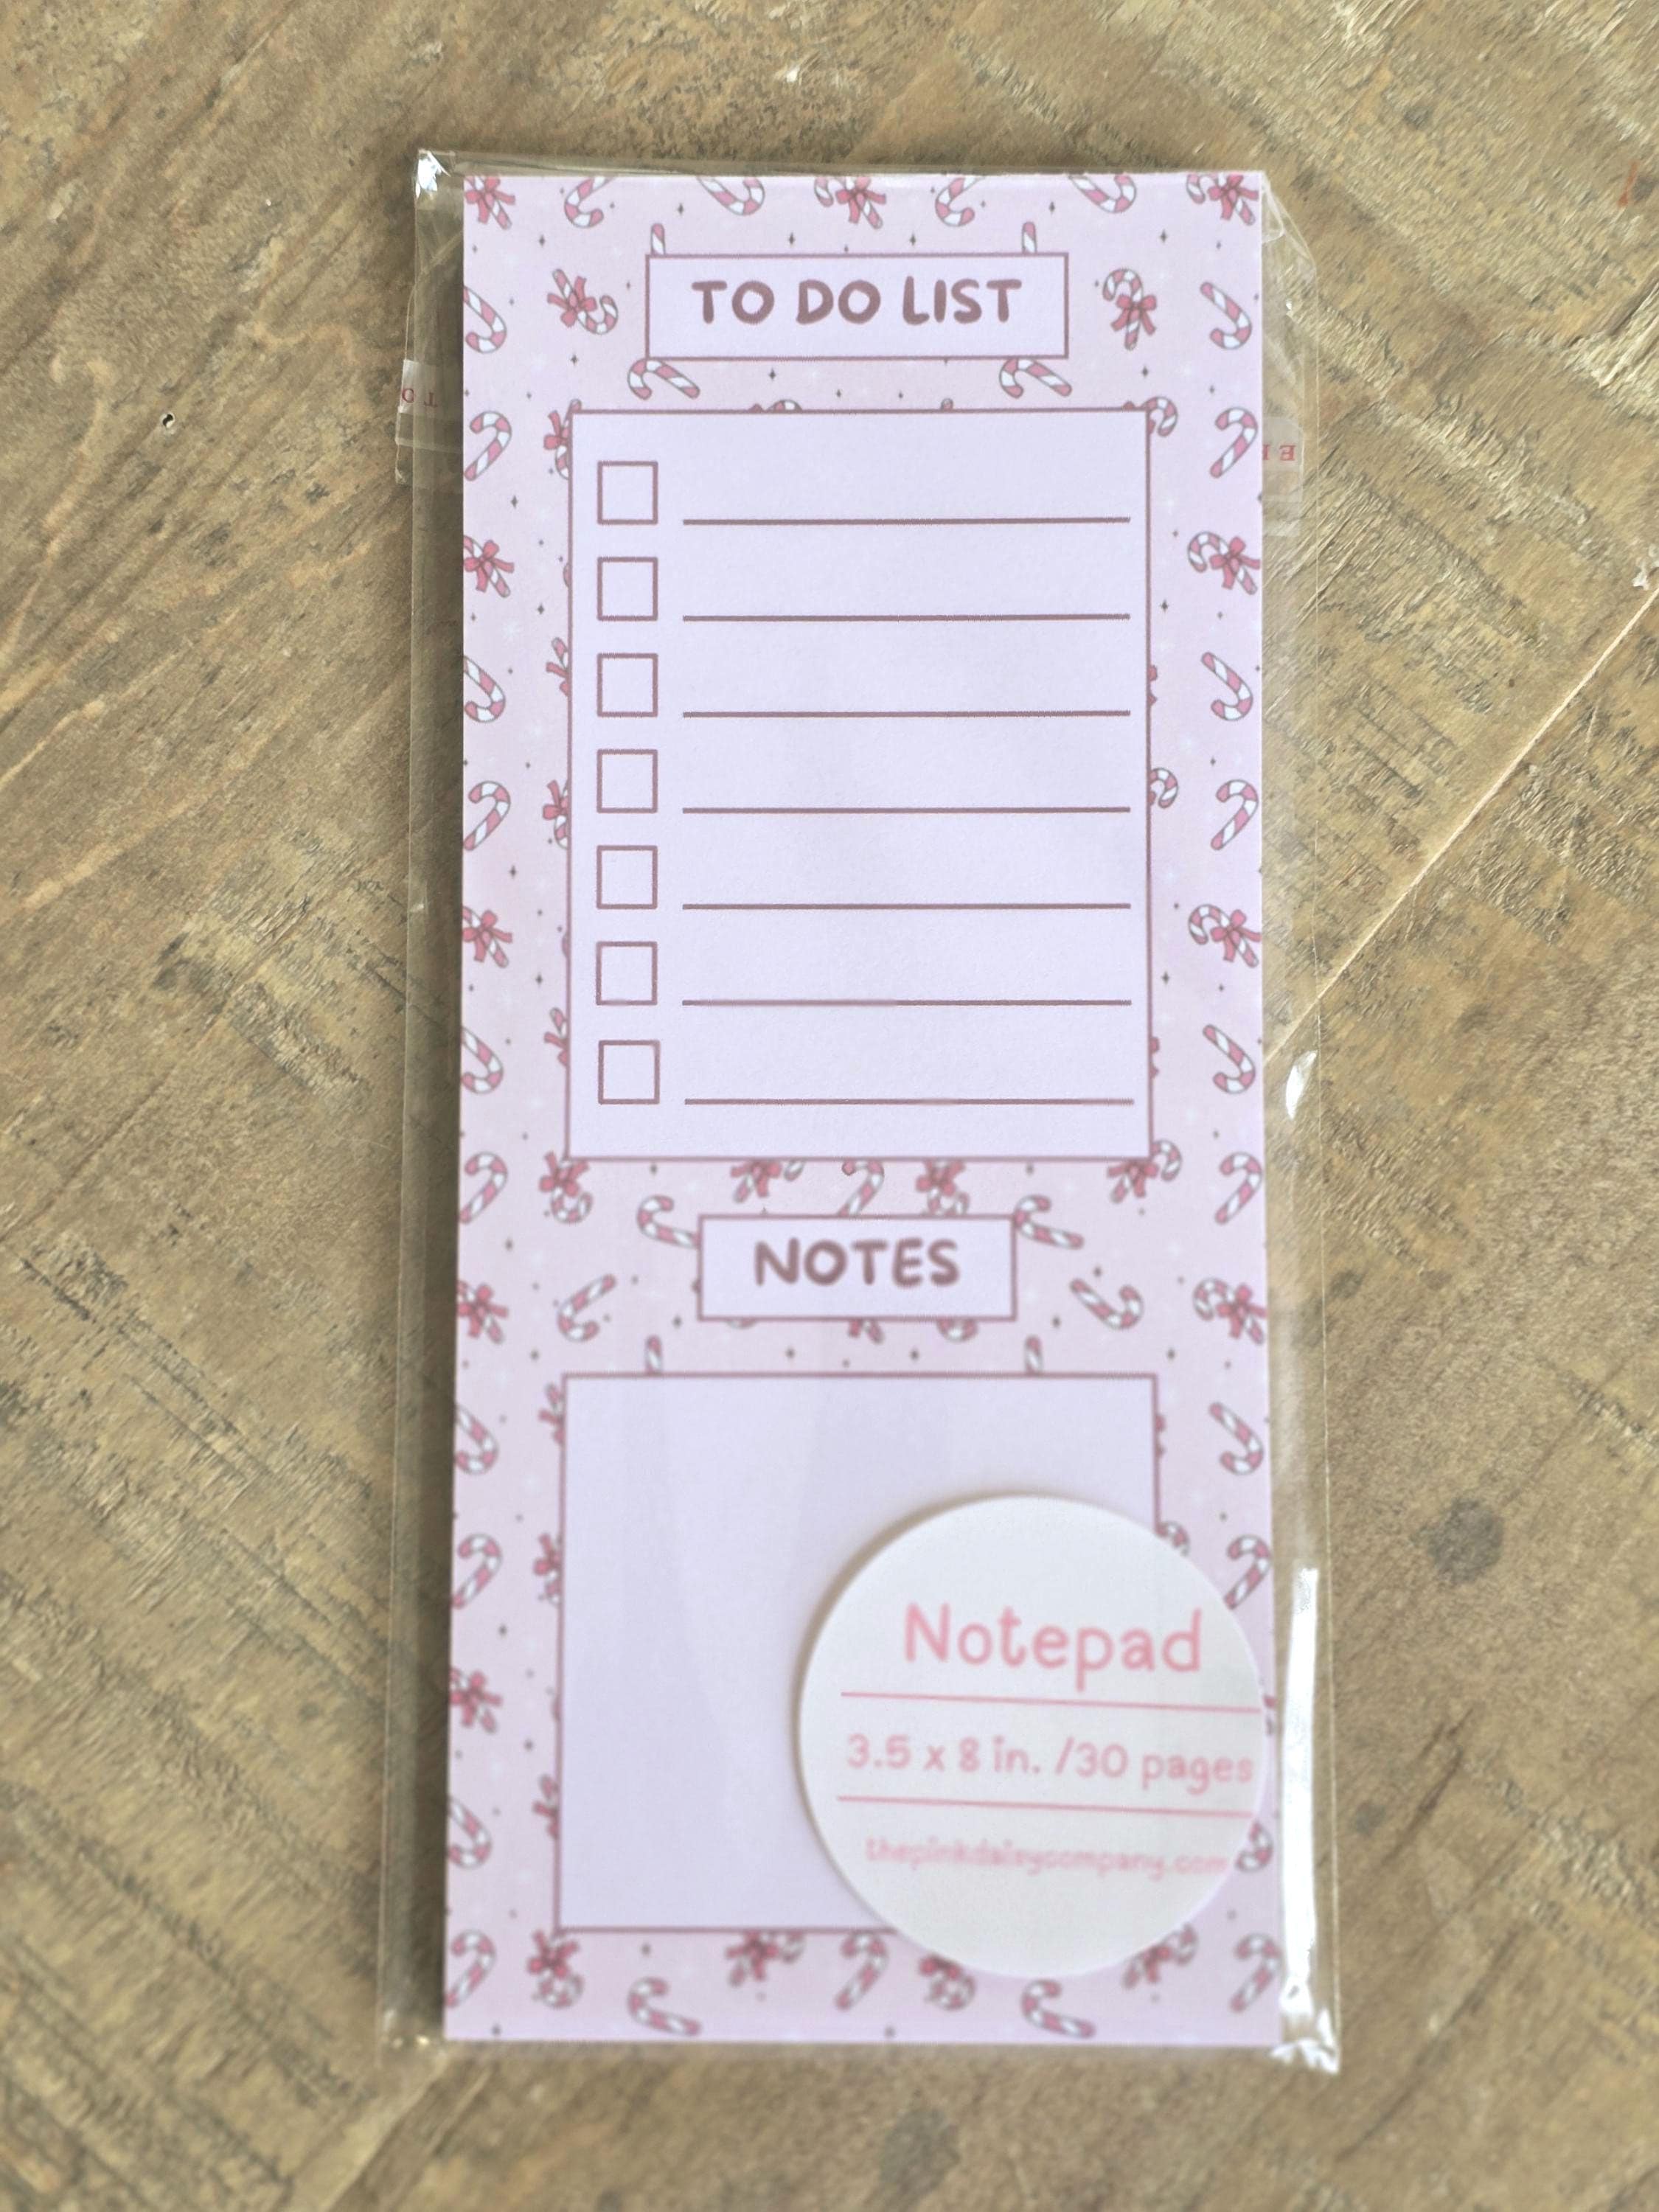 TO DO LIST
NOTES
Notepad
3.5 x 8 in. /30 pages
thepinkdaisycompany.com